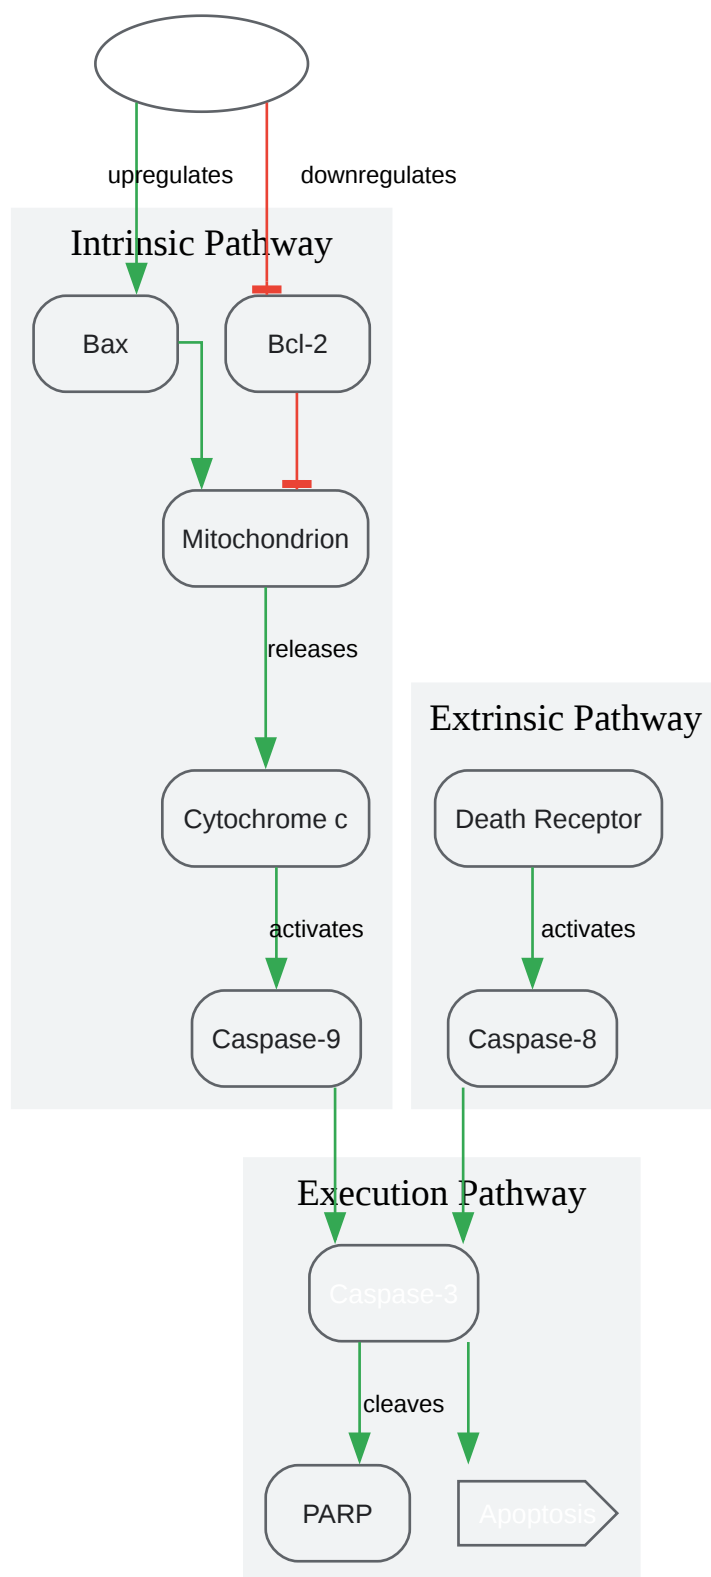 upregulates
downregulates
Intrinsic Pathway
Bax
Bcl-2
Mitochondrion
releases
Extrinsic Pathway
Cytochrome c
Death Receptor
activates
activates
Caspase-9
Caspase-8
Execution Pathway
Caspase-3
cleaves
PARP
Apoptosis